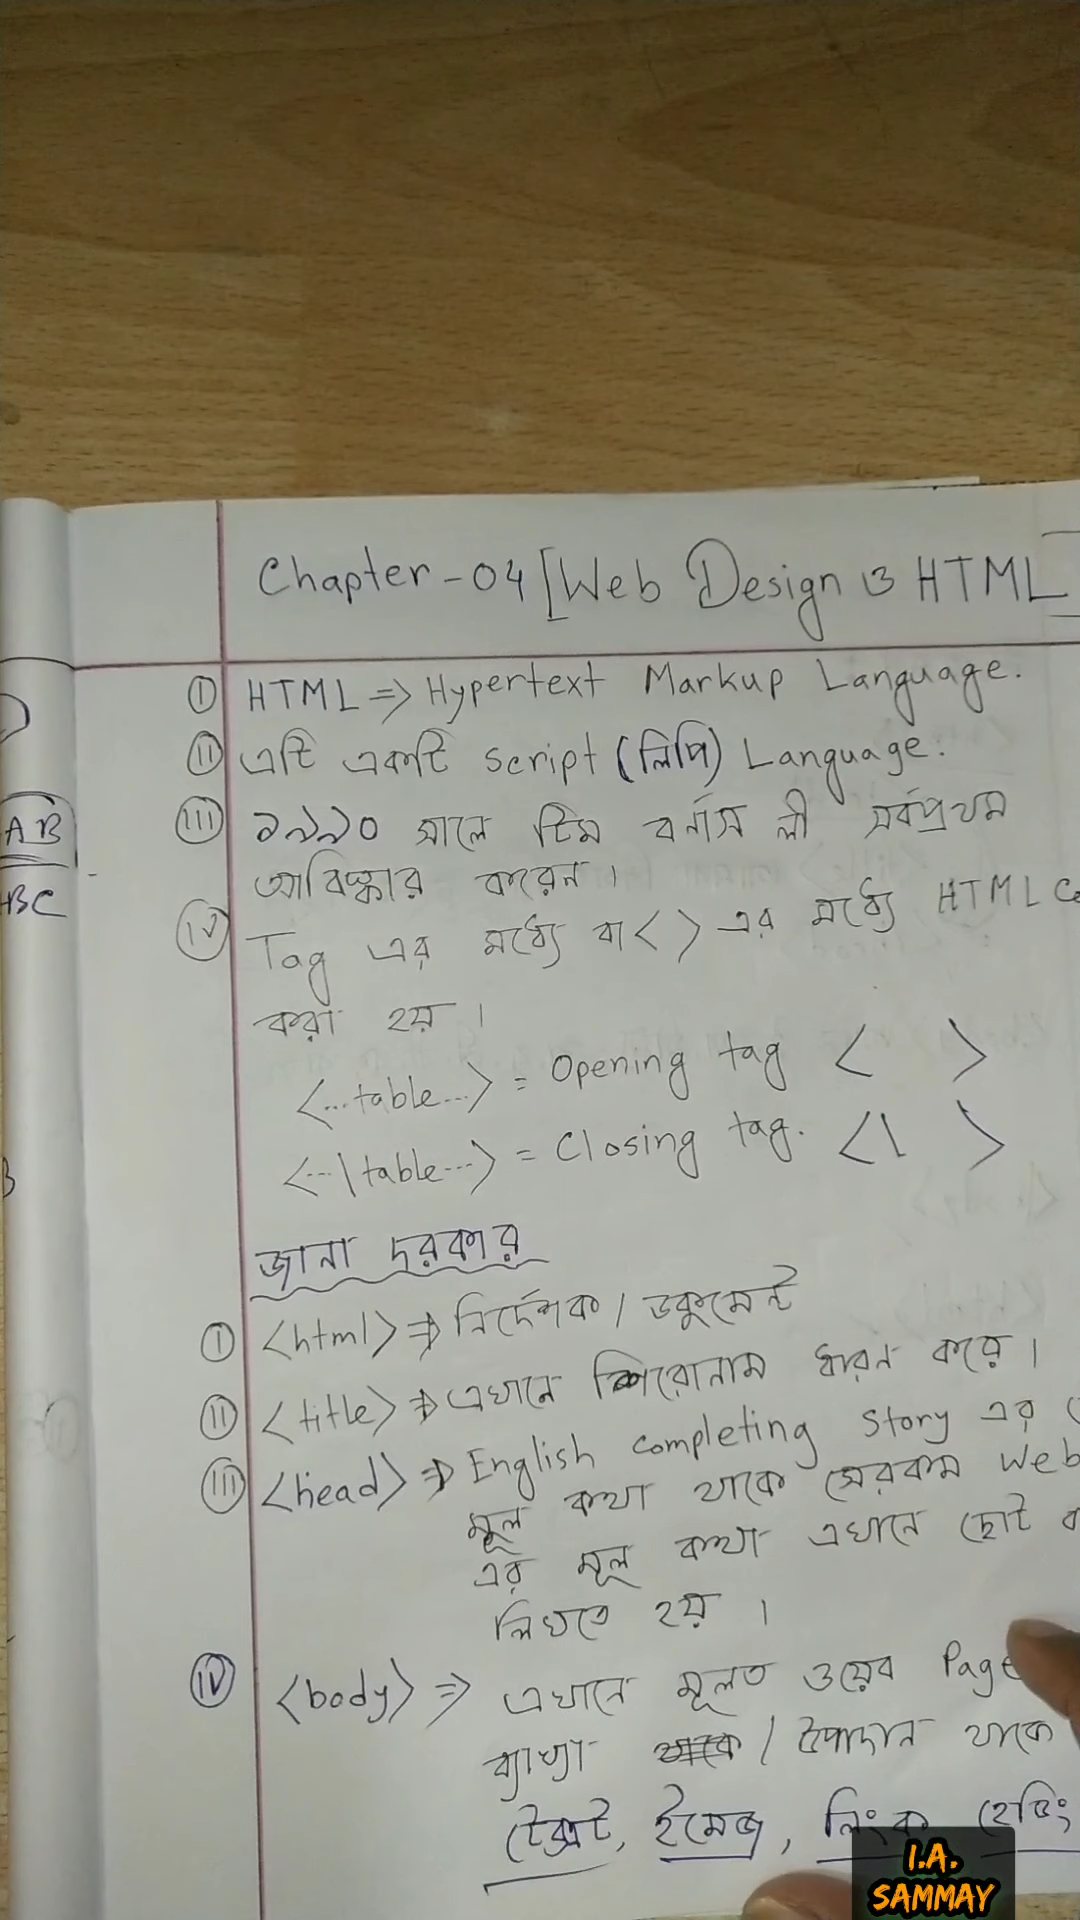 Chapter-04 [Web Design ও HTML
AB
BC
B
i HTML => Hypertext Markup Language.
ii এটি একটি Script (লিপি) Language.
iii ১৯৯০ সালে টিম বার্নাস লী সর্বপ্রথম
আবিষ্কার করেন।
iv Tag এর মধ্যে বা < > এর মধ্যে HTML
করা হয়।
<...table...> = Opening tag < >
<...\table...> = Closing tag. <\ >
জানা দরকার
i <html> => নির্দেশক / ডকুমেন্ট
ii <title> => এখানে শিরোনাম ধারন করে।
iii <head> => English completing Story এর
মূল কথা থাকে সেরকম Web
এর মূল কথা এখানে ছোট
লিখতে হয়।
iv <body> => এখানে মূলত ওয়েব Page
ব্যাখ্যা থাকে / উপাদান থাকে
টেক্সট, ইমেজ, লিংক হেডিং
I.A.
SAMMAY